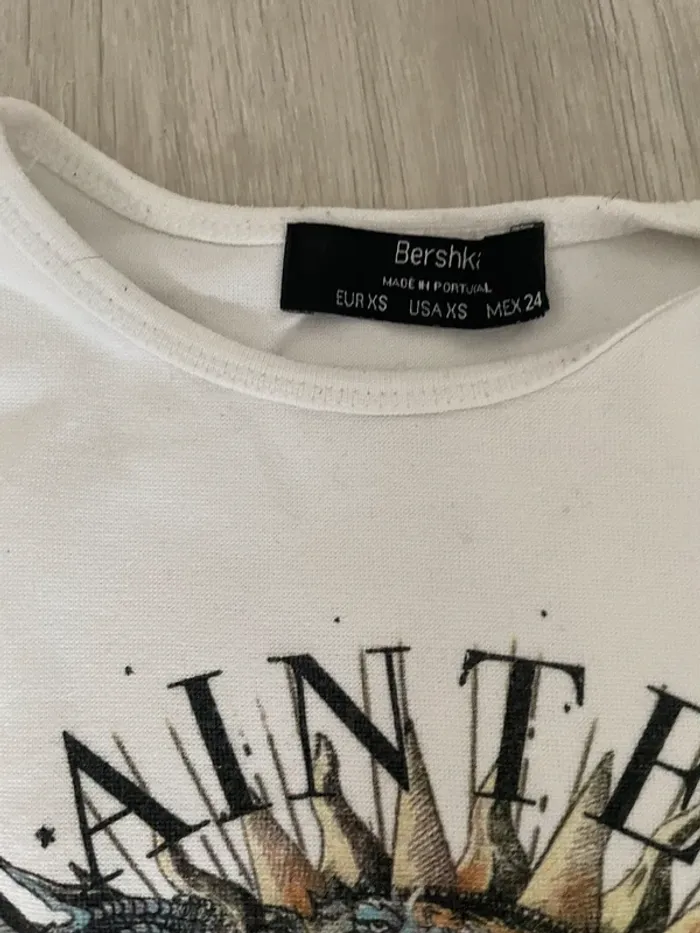 Bershka
MADE IN PORTUGAL
EUR XS USA XS MEX 24
AINTE